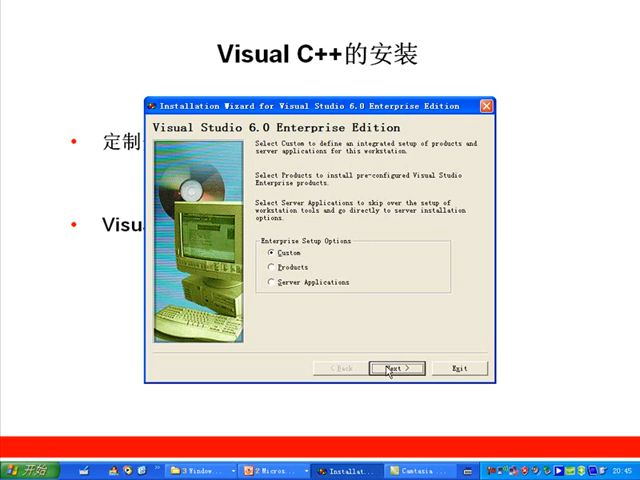 Visual C++的安装
Installation Wizard for Visual Studio 6.0 Enterprise Edition
Visual Studio 6.0 Enterprise Edition
Select Custom to define an integrated setup of products and
server applications for this workstation.
Select Products to install pre-configured Visual Studio
Enterprise products.
Select Server Applications to skip over the setup of
workstation tools and go directly to server installation
options.
• 定制
• Visu
Enterprise Setup Options
Custom
Products
Server Applications
< Back
Next >
Exit
开始
3 Window...
2 Micros...
Installat...
Camtasia ...
20:45